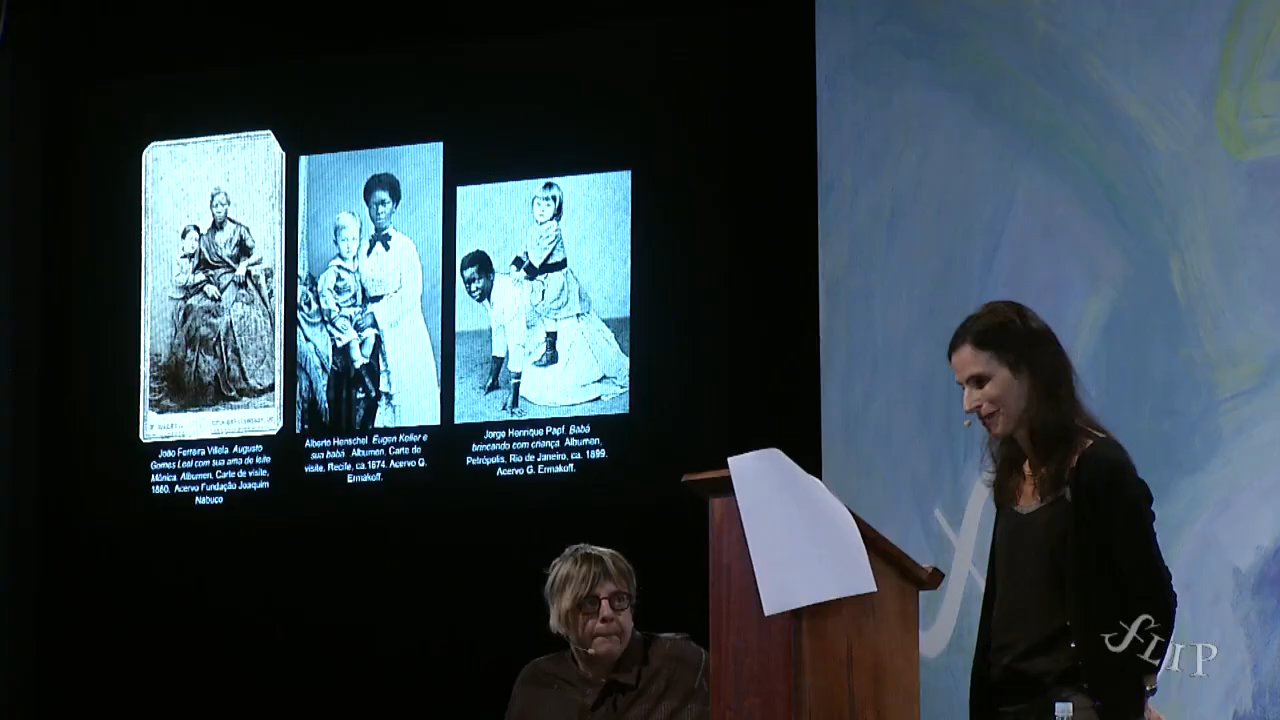 João Ferreira Villela. Augusto
Gomes Leal com sua ama de leite
Mônica. Albumen, Carte de visite,
1860. Acervo Fundação Joaquim
Nabuco
Alberto Henschel. Eugen Keller e
sua babá. Albumen, Carte de
visite, Recife, ca.1874. Acervo G.
Ermakoff.
Jorge Henrique Papf. Babá
brincando com criança. Albumen,
Petrópolis, Rio de Janeiro, ca. 1899.
Acervo G. Ermakoff.
FLIP